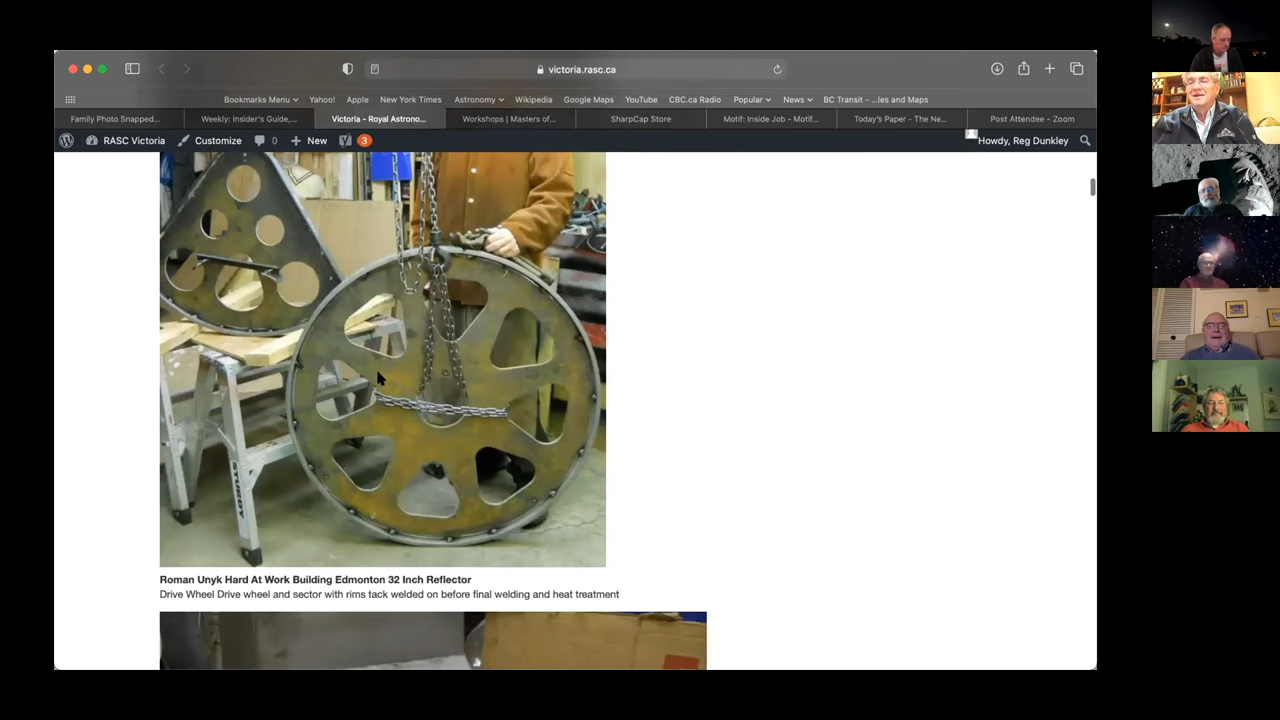 victoria.rasc.ca
Bookmarks Menu Yahoo! Apple New York Times Astronomy Wikipedia Google Maps YouTube CBC.ca Radio Popular News BC Transit - ...les and Maps
Family Photo Snapped... Weekly: Insider's Guide,... Victoria - Royal Astrono... Workshops | Masters of... SharpCap Store Motif: Inside Job - Motif... Today's Paper - The Ne... Post Attendee - Zoom
RASC Victoria Customize 0 New 3 Howdy, Reg Dunkley
STURDY
Roman Unyk Hard At Work Building Edmonton 32 Inch Reflector
Drive Wheel Drive wheel and sector with rims tack welded on before final welding and heat treatment